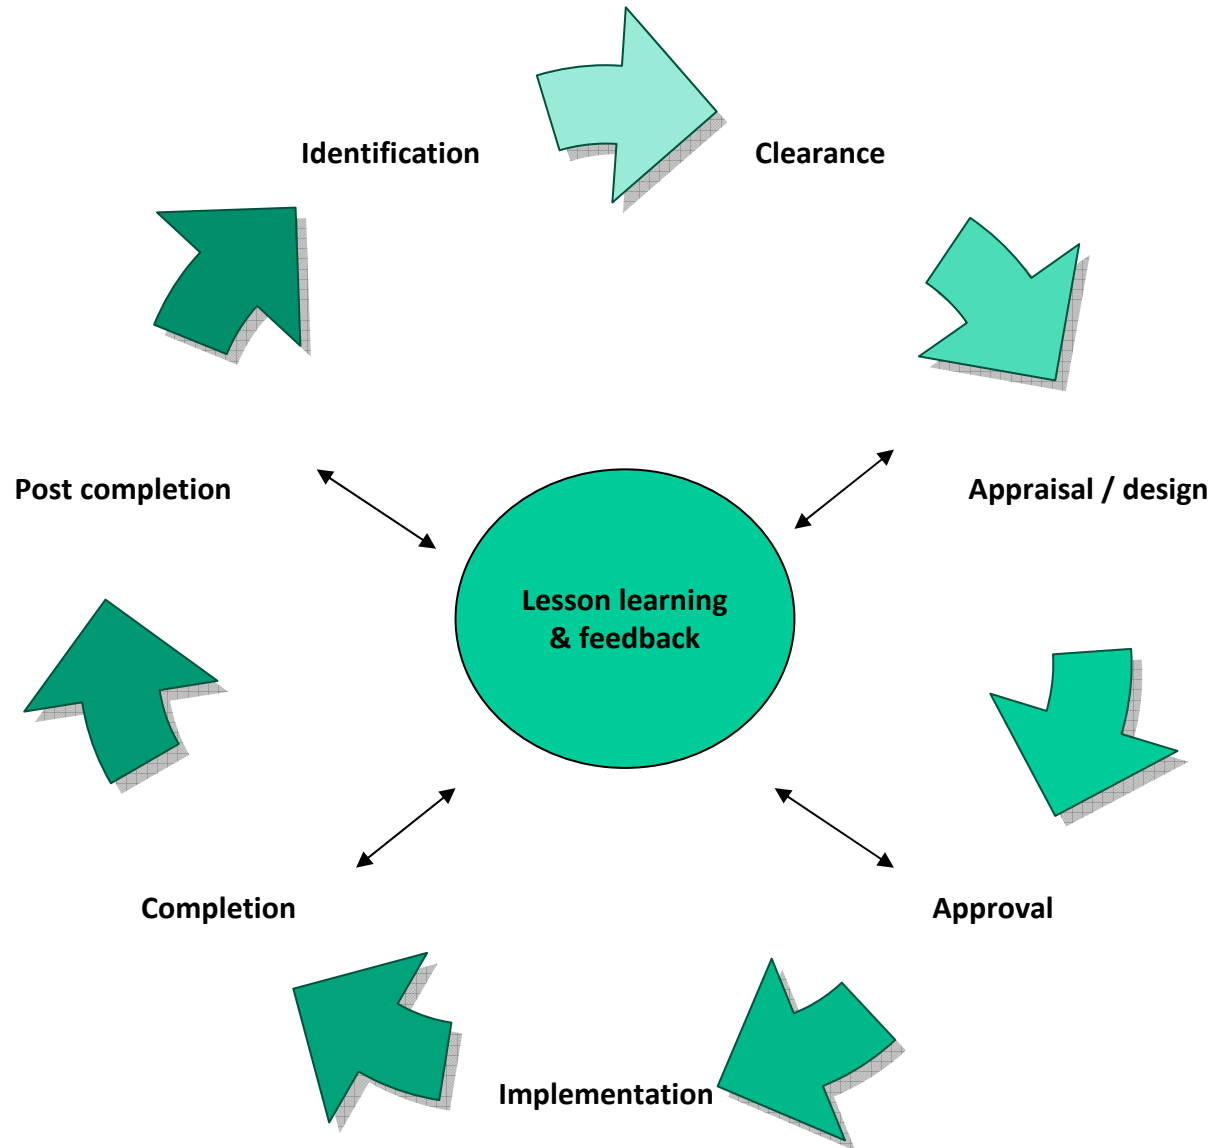 Identification
Clearance
Post completion
Appraisal / design
Lesson learning
& feedback
Completion
Approval
Implementation